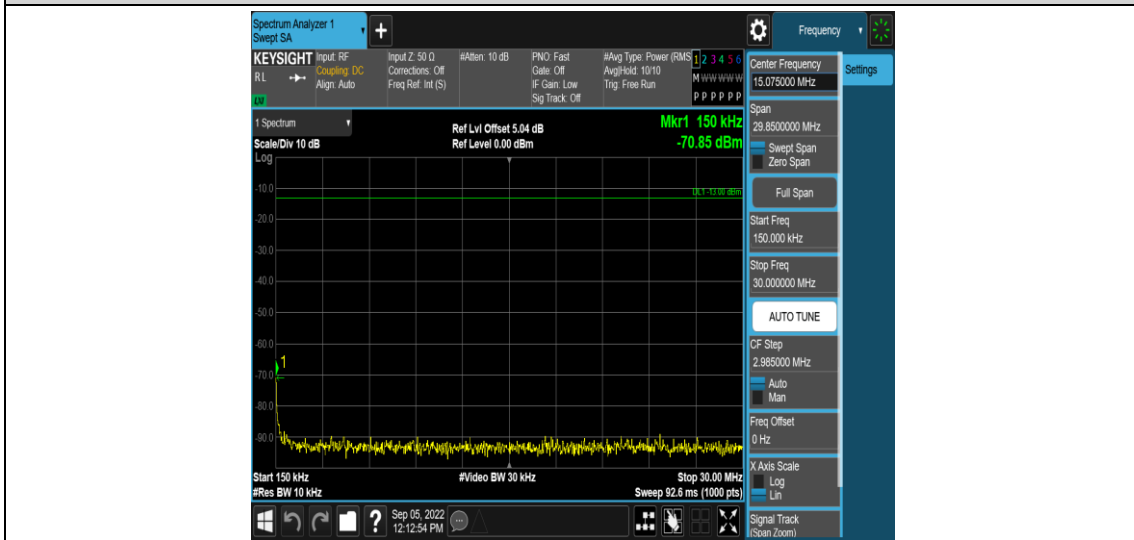 Spectrum Analyzer 1
Swept SA
+
Frequency
KEYSIGHT
RL
LXI
Input: RF
Coupling: DC
Align: Auto
Input Z: 50 Ω
Corrections: Off
Freq Ref: Int (S)
#Atten: 10 dB
PNO: Fast
Gate: Off
IF Gain: Low
Sig Track: Off
#Avg Type: Power (RMS
Avg|Hold: 10/10
Trig: Free Run
1 2 3 4 5 6
M W W W W W
P P P P P P
Center Frequency
15.075000 MHz
Settings
1 Spectrum
Scale/Div 10 dB
Ref Lvl Offset 5.04 dB
Ref Level 0.00 dBm
Mkr1 150 kHz
-70.85 dBm
Log
-10.0
DL1 -13.00 dBm
-20.0
-30.0
-40.0
-50.0
-60.0
1
-70.0
-80.0
-90.0
Start 150 kHz
#Video BW 30 kHz
Stop 30.00 MHz
#Res BW 10 kHz
Sweep 92.6 ms (1000 pts)
Span
29.8500000 MHz
Swept Span
Zero Span
Full Span
Start Freq
150.000 kHz
Stop Freq
30.000000 MHz
AUTO TUNE
CF Step
2.985000 MHz
Auto
Man
Freq Offset
0 Hz
X Axis Scale
Log
Lin
Signal Track
(Span Zoom)
?
Sep 05, 2022
12:12:54 PM